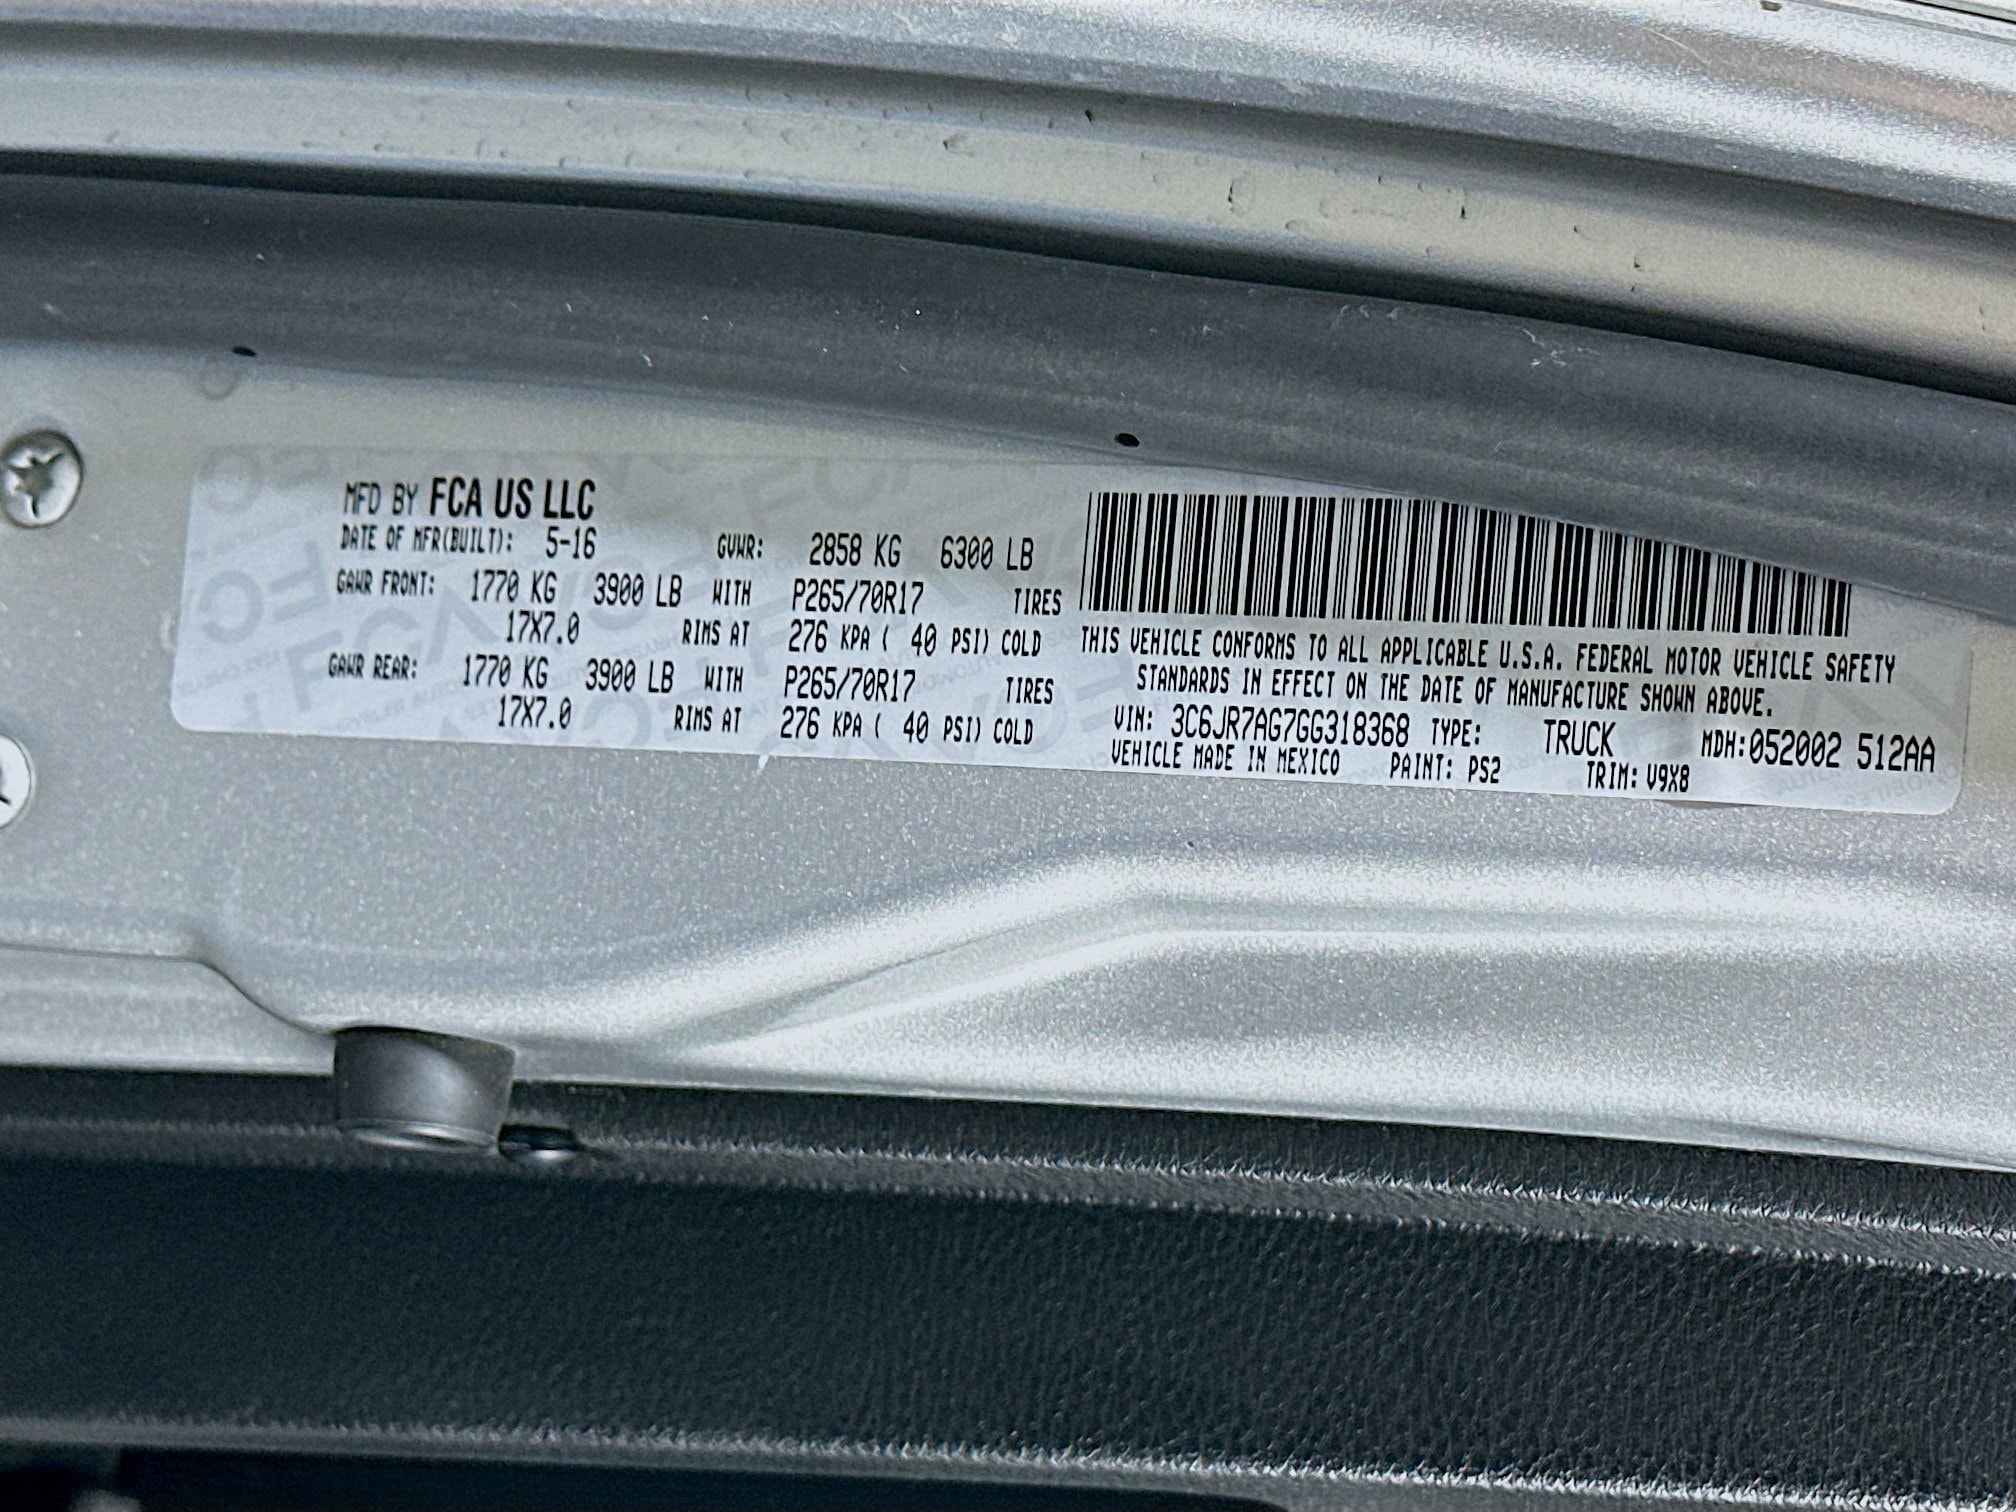 MFD BY FCA US LLC
DATE OF MFR(BUILT): 5-16 GVWR: 2858 KG 6300 LB
GAWR FRONT: 1770 KG 3900 LB WITH P265/70R17 TIRES
17X7.0 RIMS AT 276 KPA ( 40 PSI) COLD
GAWR REAR: 1770 KG 3900 LB WITH P265/70R17 TIRES
17X7.0 RIMS AT 276 KPA ( 40 PSI) COLD
THIS VEHICLE CONFORMS TO ALL APPLICABLE U.S.A. FEDERAL MOTOR VEHICLE SAFETY
STANDARDS IN EFFECT ON THE DATE OF MANUFACTURE SHOWN ABOVE.
VIN: 3C6JR7AG7GG318368 TYPE: TRUCK MDH:052002 512AA
VEHICLE MADE IN MEXICO PAINT: PS2 TRIM: V9X8